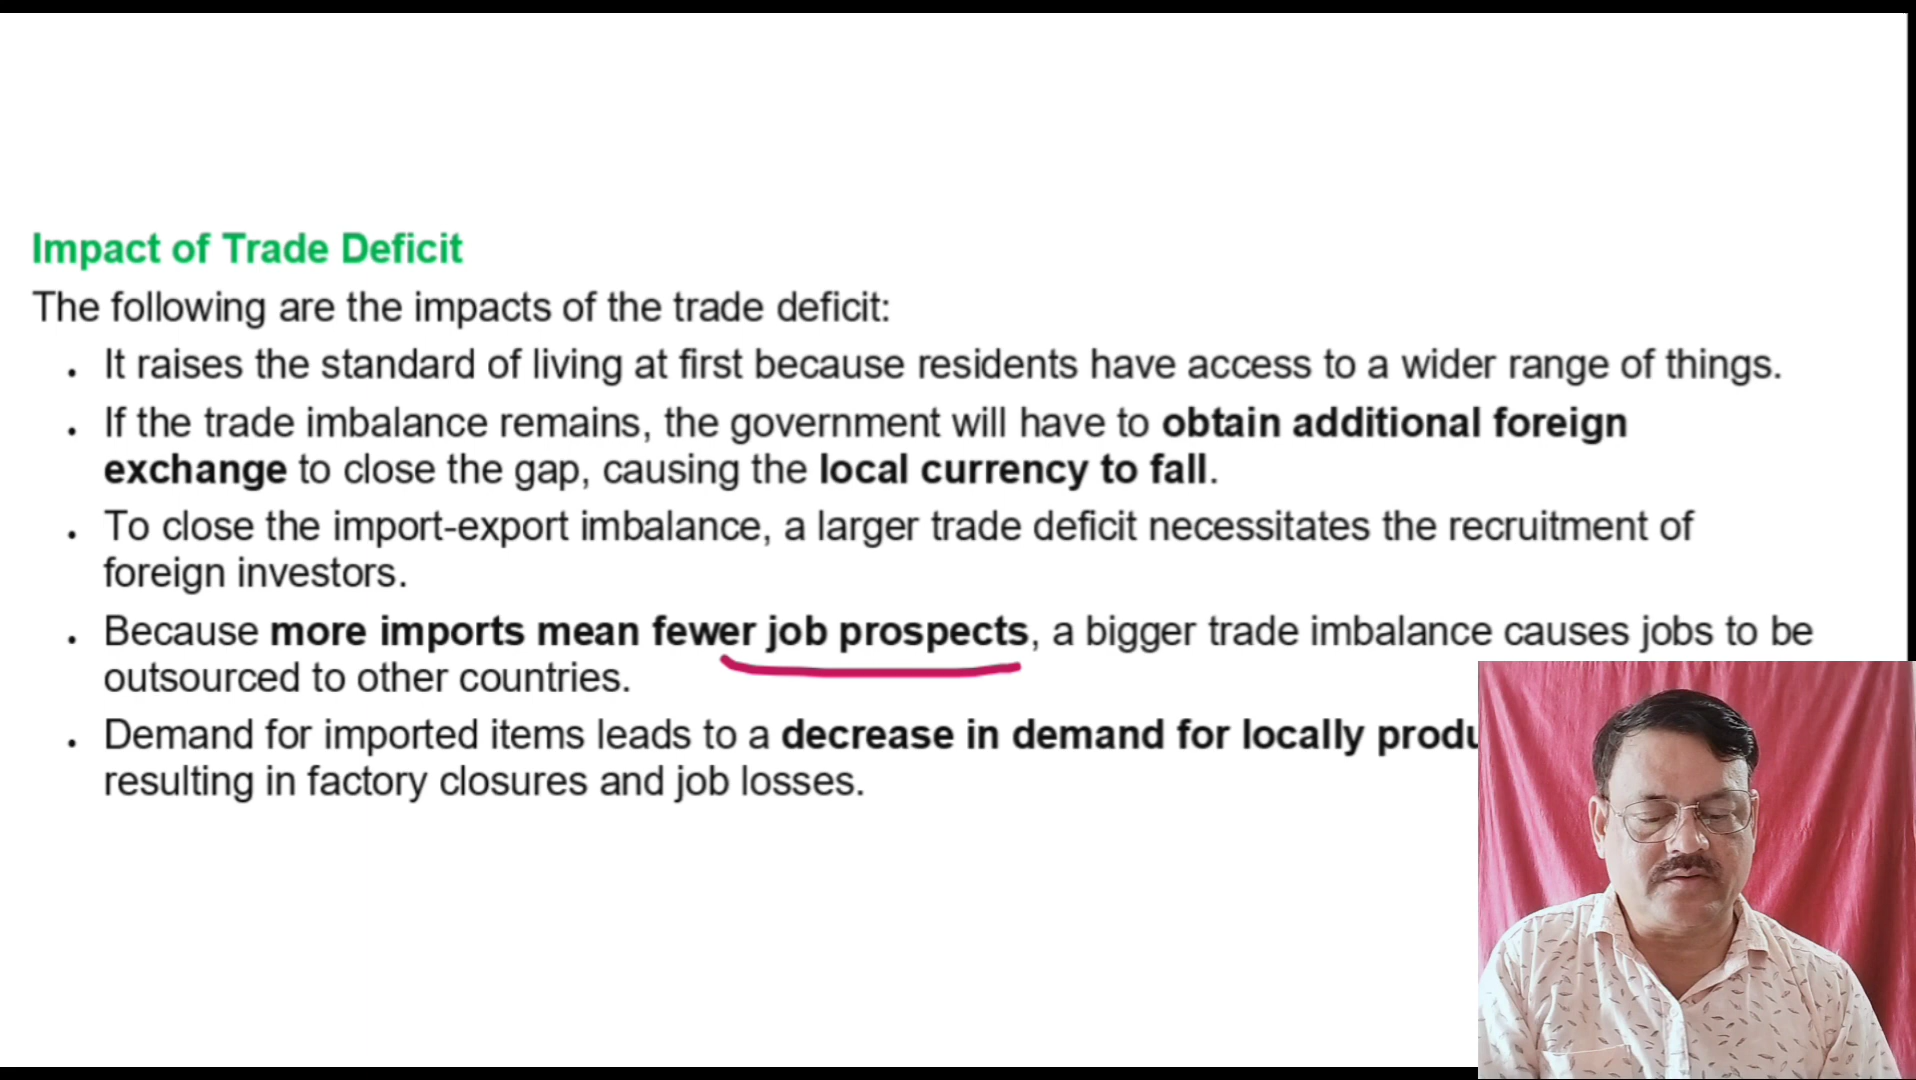 Impact of Trade Deficit
The following are the impacts of the trade deficit:
• It raises the standard of living at first because residents have access to a wider range of things.
• If the trade imbalance remains, the government will have to obtain additional foreign
exchange to close the gap, causing the local currency to fall.
• To close the import-export imbalance, a larger trade deficit necessitates the recruitment of
foreign investors.
• Because more imports mean fewer job prospects, a bigger trade imbalance causes jobs to be
outsourced to other countries.
• Demand for imported items leads to a decrease in demand for locally
resulting in factory closures and job losses.